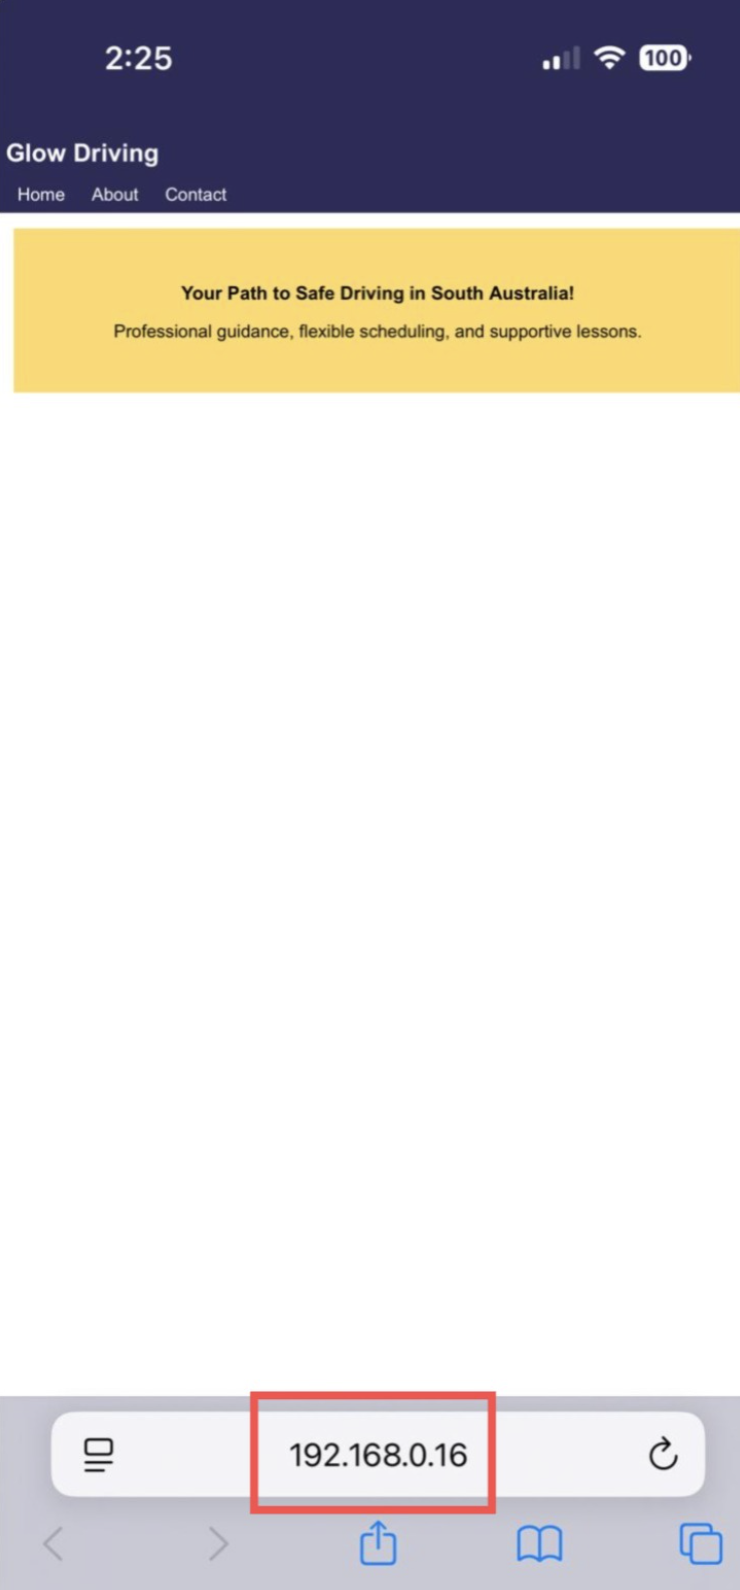 2:25
100
Glow Driving
Home About Contact
Your Path to Safe Driving in South Australia!
Professional guidance, flexible scheduling, and supportive lessons.
192.168.0.16